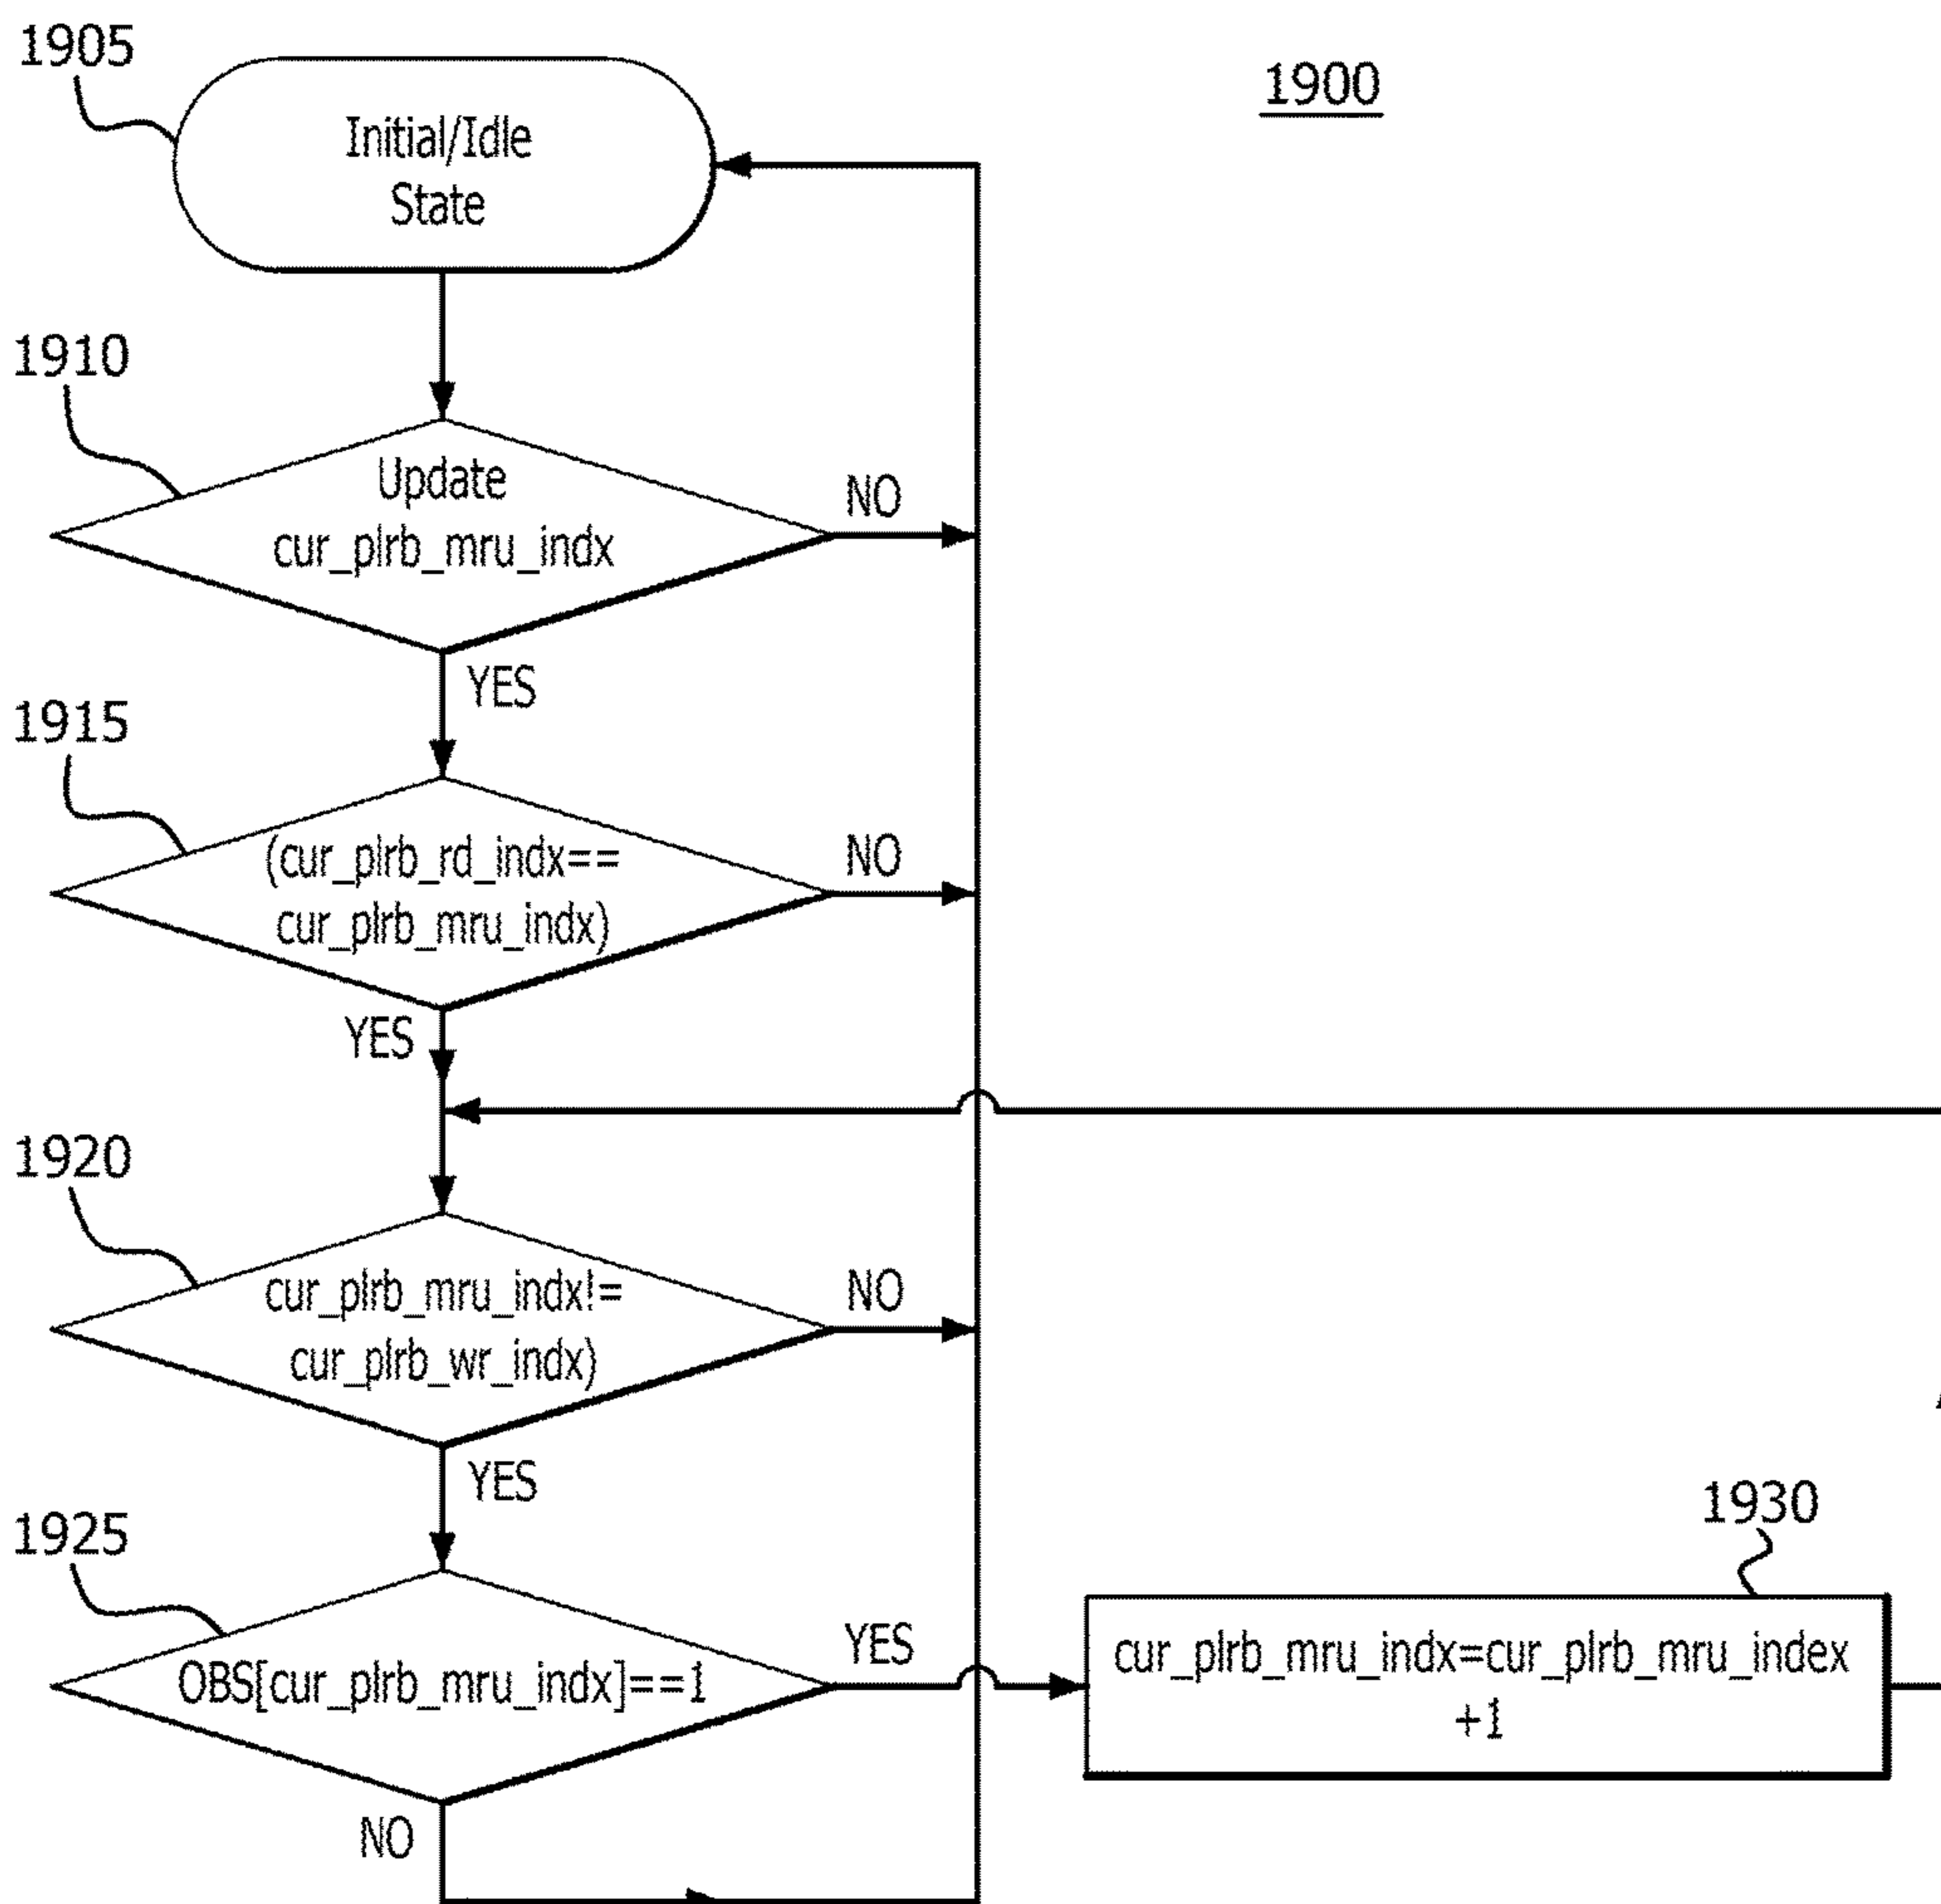 1905
1900
Initial/Idle
State
1910
Update
cur_plrb_mru_indx
NO
YES
1915
(cur_plrb_rd_indx==
cur_plrb_mru_indx)
NO
YES
1920
cur_plrb_mru_indx!=
cur_plrb_wr_indx)
NO
YES
1925
OBS[cur_plrb_mru_indx]==1
YES
NO
1930
cur_plrb_mru_indx=cur_plrb_mru_index
+1